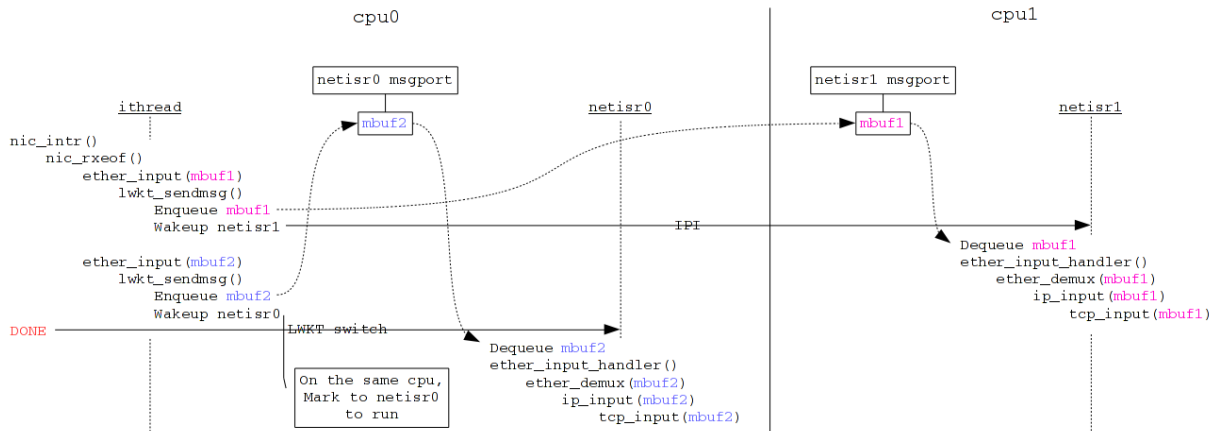 cpu0
cpu1
netisr0 msgport
netisr1 msgport
ithread
netisr0
netisr1
mbuf2
mbuf1
nic_intr()
nic_rxeof()
ether_input(mbuf1)
lwkt_sendmsg()
Enqueue mbuf1
Wakeup netisr1
IPI
ether_input(mbuf2)
lwkt_sendmsg()
Enqueue mbuf2
Wakeup netisr0
DONE
LWKT switch
On the same cpu,
Mark to netisr0
to run
Dequeue mbuf2
ether_input_handler()
ether_demux(mbuf2)
ip_input(mbuf2)
tcp_input(mbuf2)
Dequeue mbuf1
ether_input_handler()
ether_demux(mbuf1)
ip_input(mbuf1)
tcp_input(mbuf1)